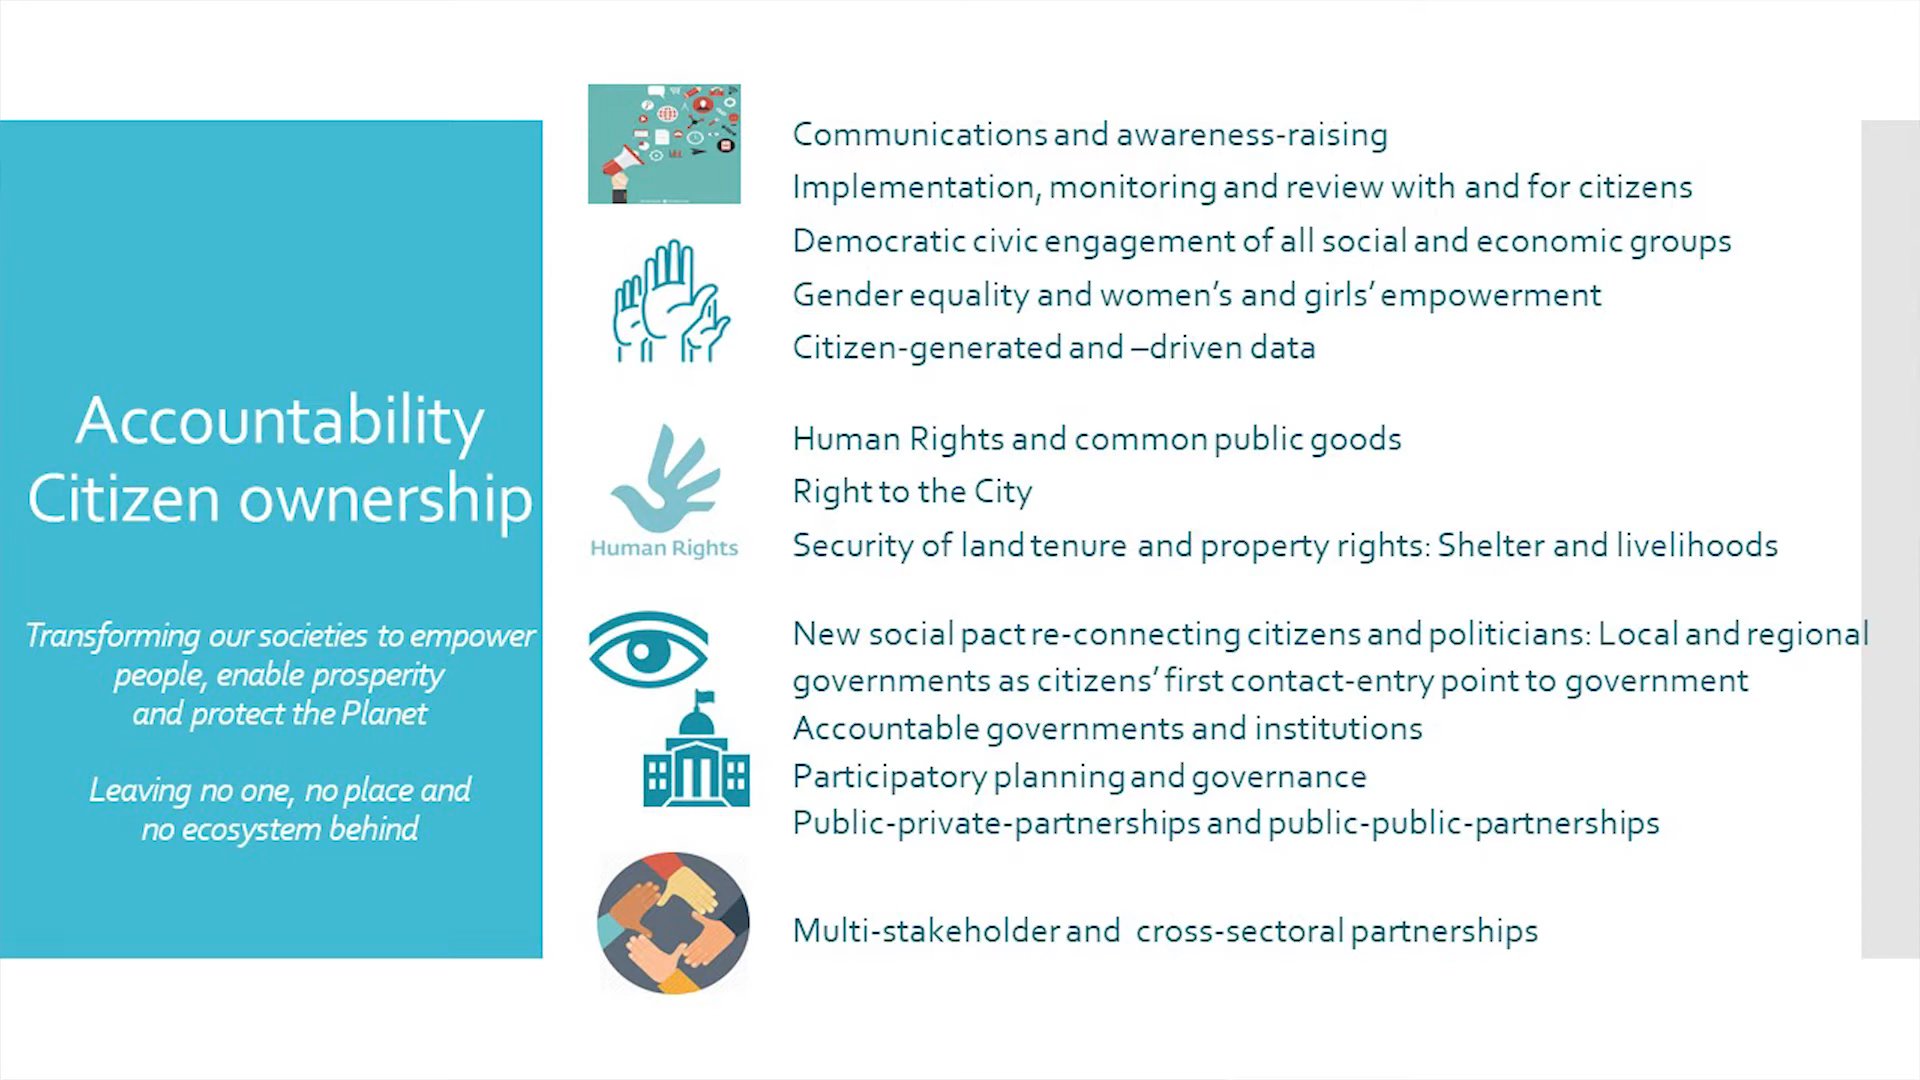 Accountability
Citizen ownership
Transforming our societies to empower
people, enable prosperity
and protect the Planet
Leaving no one, no place and
no ecosystem behind
Communications and awareness-raising
Implementation, monitoring and review with and for citizens
Democratic civic engagement of all social and economic groups
Gender equality and women’s and girls’ empowerment
Citizen-generated and –driven data
Human Rights
Human Rights and common public goods
Right to the City
Security of land tenure and property rights: Shelter and livelihoods
New social pact re-connecting citizens and politicians: Local and regional
governments as citizens’ first contact-entry point to government
Accountable governments and institutions
Participatory planning and governance
Public-private-partnerships and public-public-partnerships
Multi-stakeholder and cross-sectoral partnerships